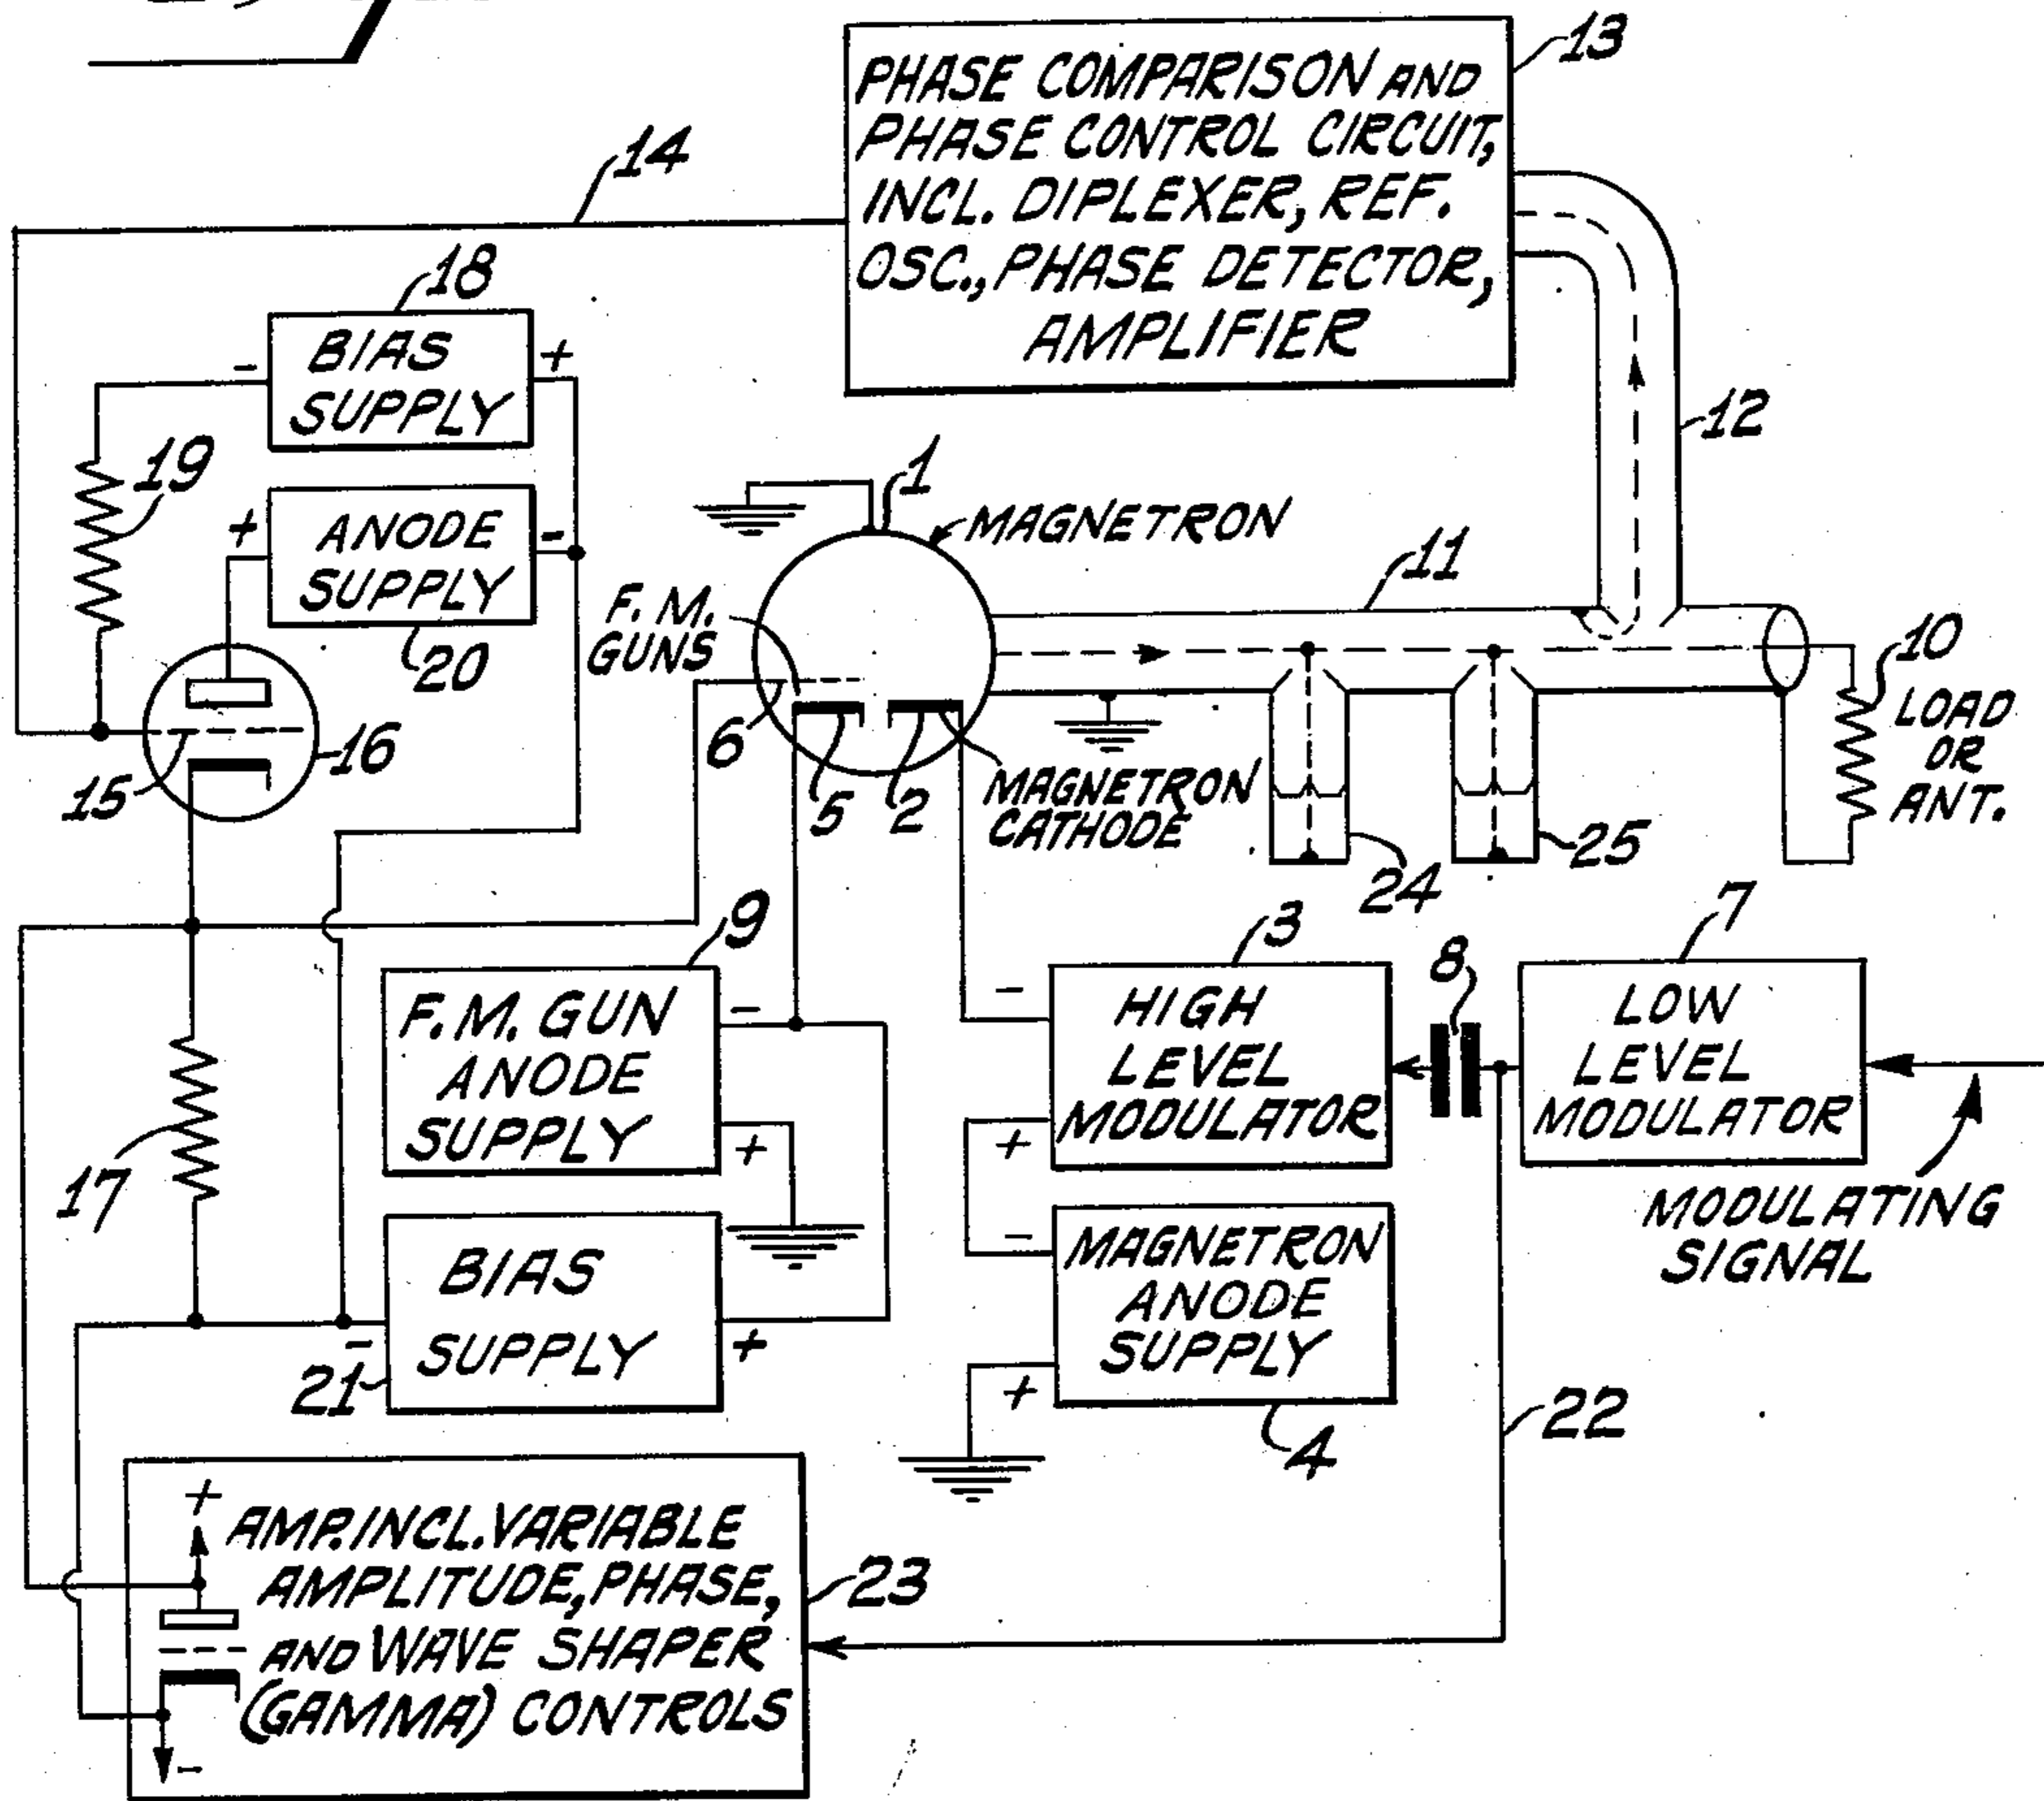 13
PHASE COMPARISON AND
PHASE CONTROL CIRCUIT,
INCL. DIPLEXER, REF.
OSC., PHASE DETECTOR,
AMPLIFIER
14
18
BIAS
SUPPLY
-
+
19
12
ANODE
SUPPLY
+
-
20
1
MAGNETRON
11
F. M.
GUNS
10
LOAD
OR
ANT.
6
5
2
MAGNETRON
CATHODE
15
16
24
25
9
F.M. GUN
ANODE
SUPPLY
-
+
3
HIGH
LEVEL
MODULATOR
-
+
8
7
LOW
LEVEL
MODULATOR
MODULATING
SIGNAL
17
BIAS
SUPPLY
-
+
21
MAGNETRON
ANODE
SUPPLY
-
+
4
22
+
AMP. INCL. VARIABLE
AMPLITUDE, PHASE,
AND WAVE SHAPER
(GAMMA) CONTROLS
-
23